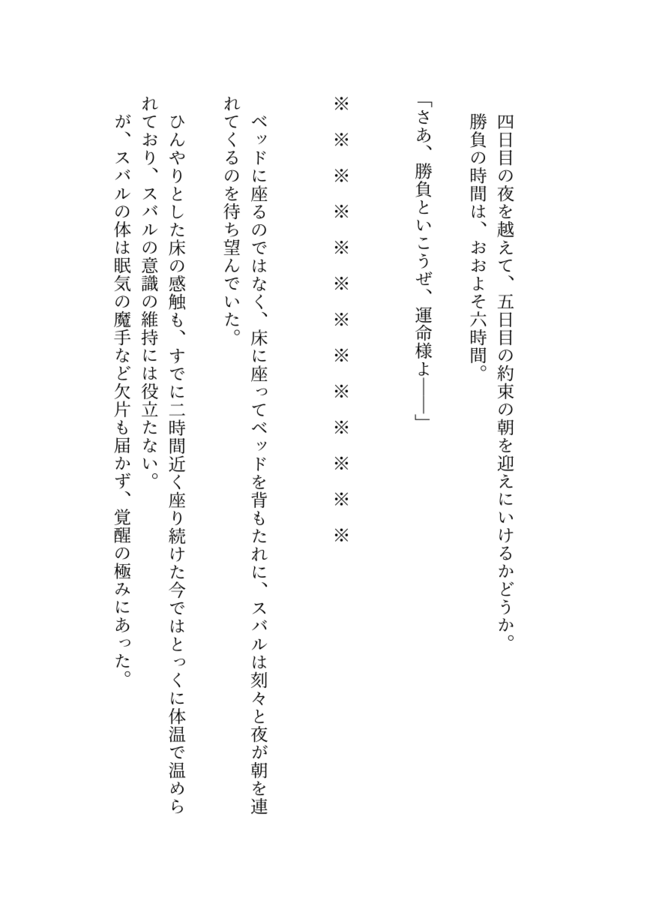 四日目の夜を越えて、五日目の約束の朝を迎えにいけるかどうか。
勝負の時間は、おおよそ六時間。
「さあ、勝負といこうぜ、運命様よ――」
※　※　※　※　※　※　※　※　※　※　※　※　※
ベッドに座るのではなく、床に座ってベッドを背もたれに、スバルは刻々と夜が朝を連
れてくるのを待ち望んでいた。
ひんやりとした床の感触も、すでに二時間近く座り続けた今ではとっくに体温で温めら
れており、スバルの意識の維持には役立たない。
が、スバルの体は眠気の魔手など欠片も届かず、覚醒の極みにあった。